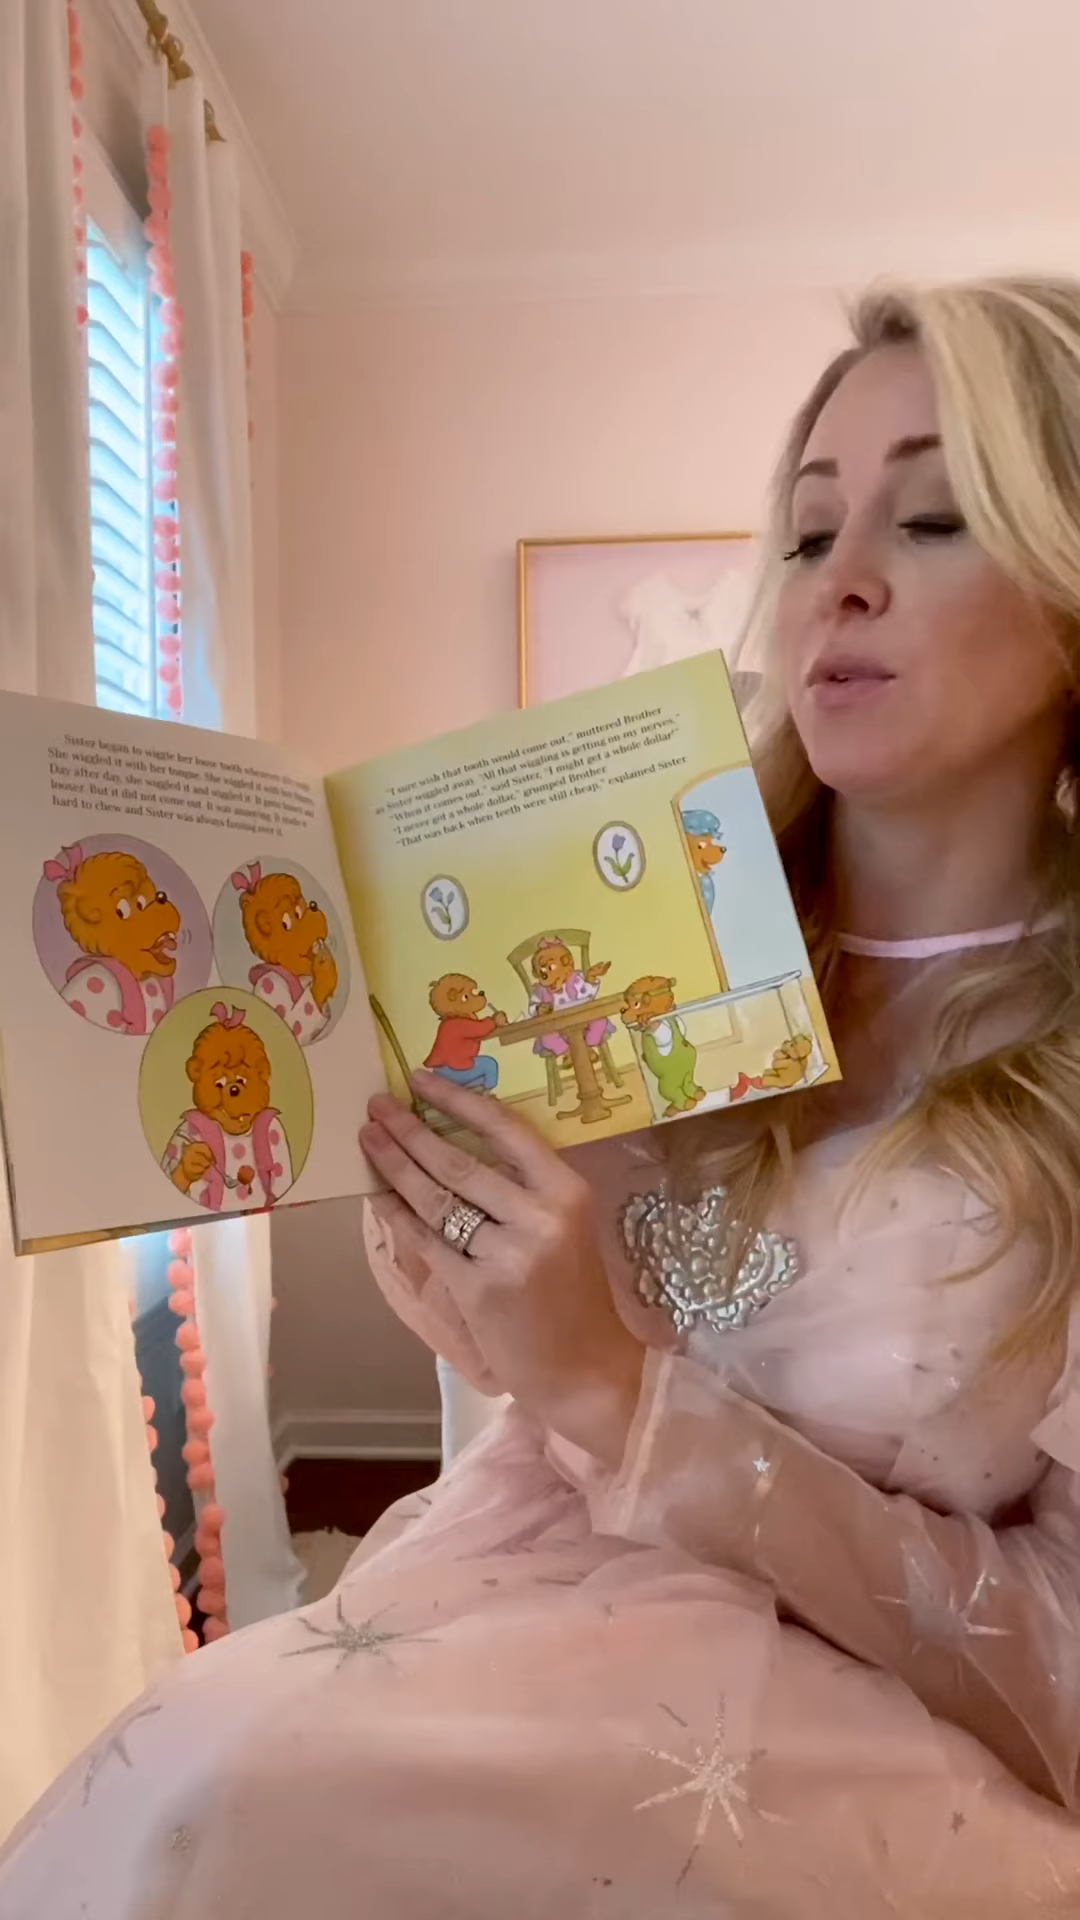 Sister began to wiggle her loose tooth whenever she could.
She wiggled it with her tongue. She wiggled it with her fingers.
Day after day, she wiggled it and wiggled it. It grew looser and
looser. But it did not come out. It was annoying. It made it
hard to chew and Sister was always fussing over it.
"I sure wish that tooth would come out," muttered Brother
as Sister wiggled away. "All that wiggling is getting on my nerves."
"When it comes out," said Sister, "I might get a whole dollar!"
"I never got a whole dollar," grumped Brother
"That was back when teeth were still cheap," explained Sister